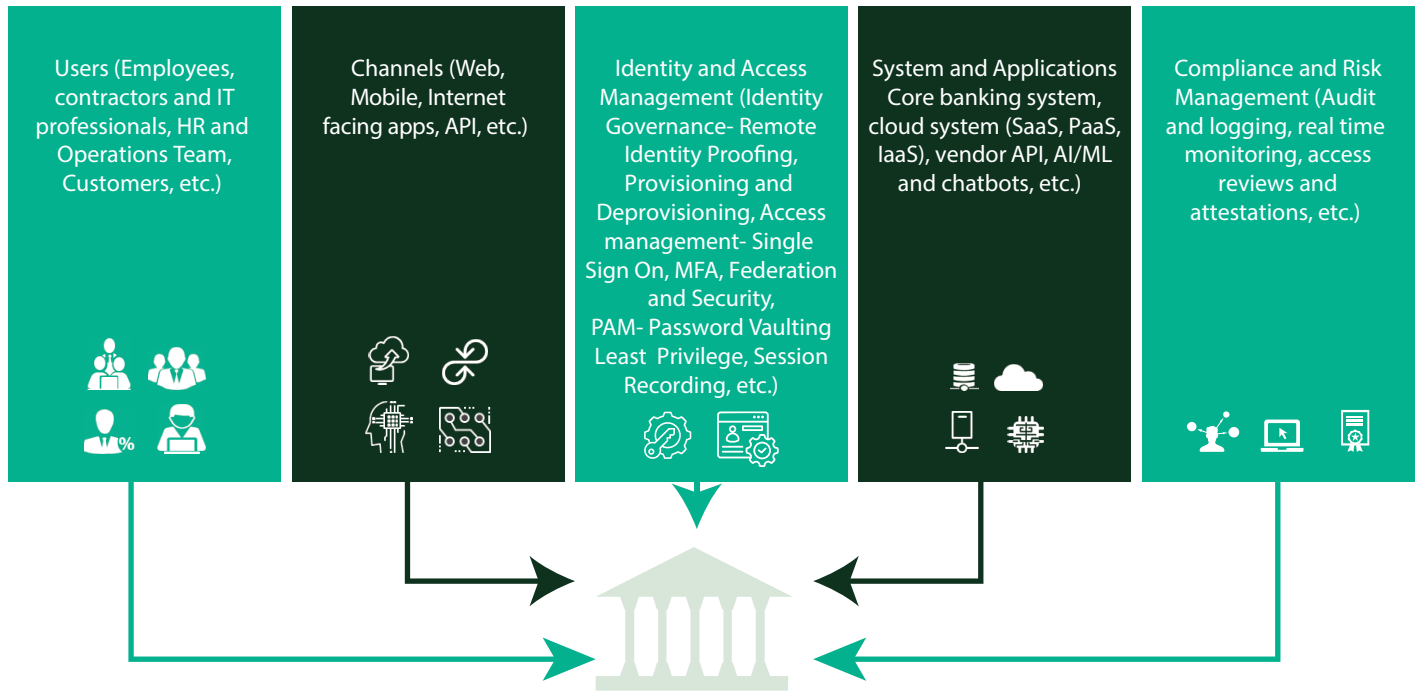 Users (Employees,
contractors and IT
professionals, HR and
Operations Team,
Customers, etc.)
Channels (Web,
Mobile, Internet
facing apps, API, etc.)
Identity and Access
Management (Identity
Governance- Remote
Identity Proofing,
Provisioning and
Deprovisioning, Access
management- Single
Sign On, MFA, Federation
and Security,
PAM- Password Vaulting
Least Privilege, Session
Recording, etc.)
System and Applications
Core banking system,
cloud system (SaaS, PaaS,
IaaS), vendor API, AI/ML
and chatbots, etc.)
Compliance and Risk
Management (Audit
and logging, real time
monitoring, access
reviews and
attestations, etc.)
%